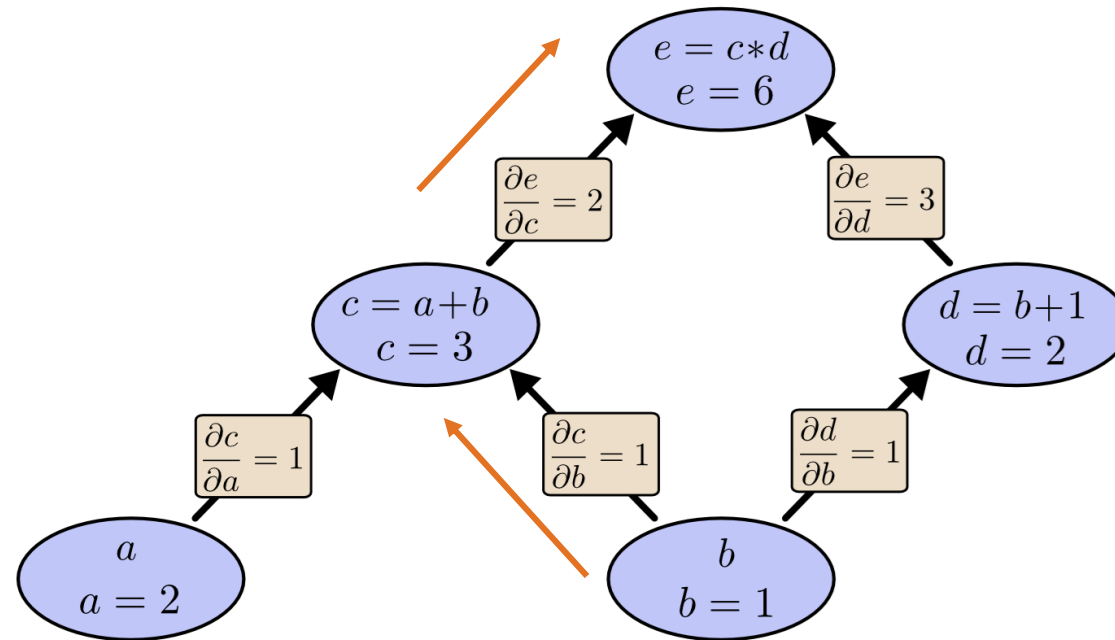 e = c*d
e = 6
∂e/∂c = 2
∂e/∂d = 3
c = a+b
c = 3
d = b+1
d = 2
∂c/∂a = 1
∂c/∂b = 1
∂d/∂b = 1
a
a = 2
b
b = 1